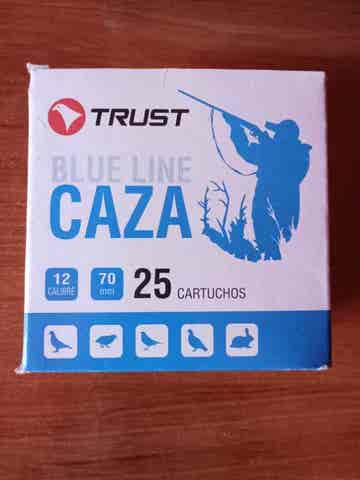 TRUST
BLUE LINE
CAZA
12 CALIBRE
70 mm
25 CARTUCHOS